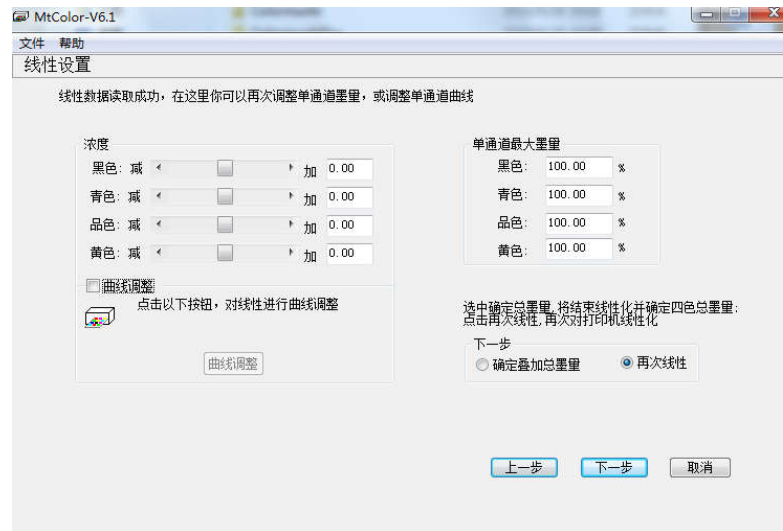 MtColor-V6.1
文件 帮助
线性设置
线性数据读取成功，在这里你可以再次调整单通道墨量，或调整单通道曲线
浓度
黑色: 减 加 0.00
青色: 减 加 0.00
品色: 减 加 0.00
黄色: 减 加 0.00
单通道最大墨量
黑色: 100.00 %
青色: 100.00 %
品色: 100.00 %
黄色: 100.00 %
曲线调整
点击以下按钮，对线性进行曲线调整
曲线调整
选中确定总墨量,将结束线性化并确定四色总墨量;
点击再次线性,再次对打印机线性化
下一步
确定叠加总墨量 再次线性
上一步 下一步 取消